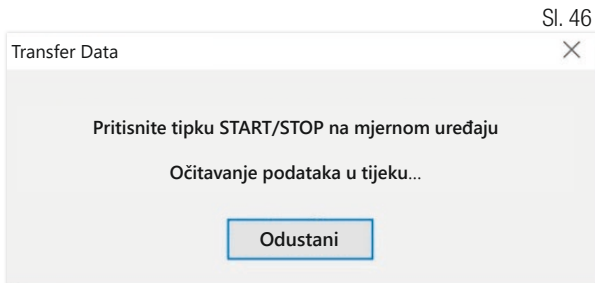 Sl. 46
Transfer Data
Pritisnite tipku START/STOP na mjernom uređaju
Očitavanje podataka u tijeku...
Odustani